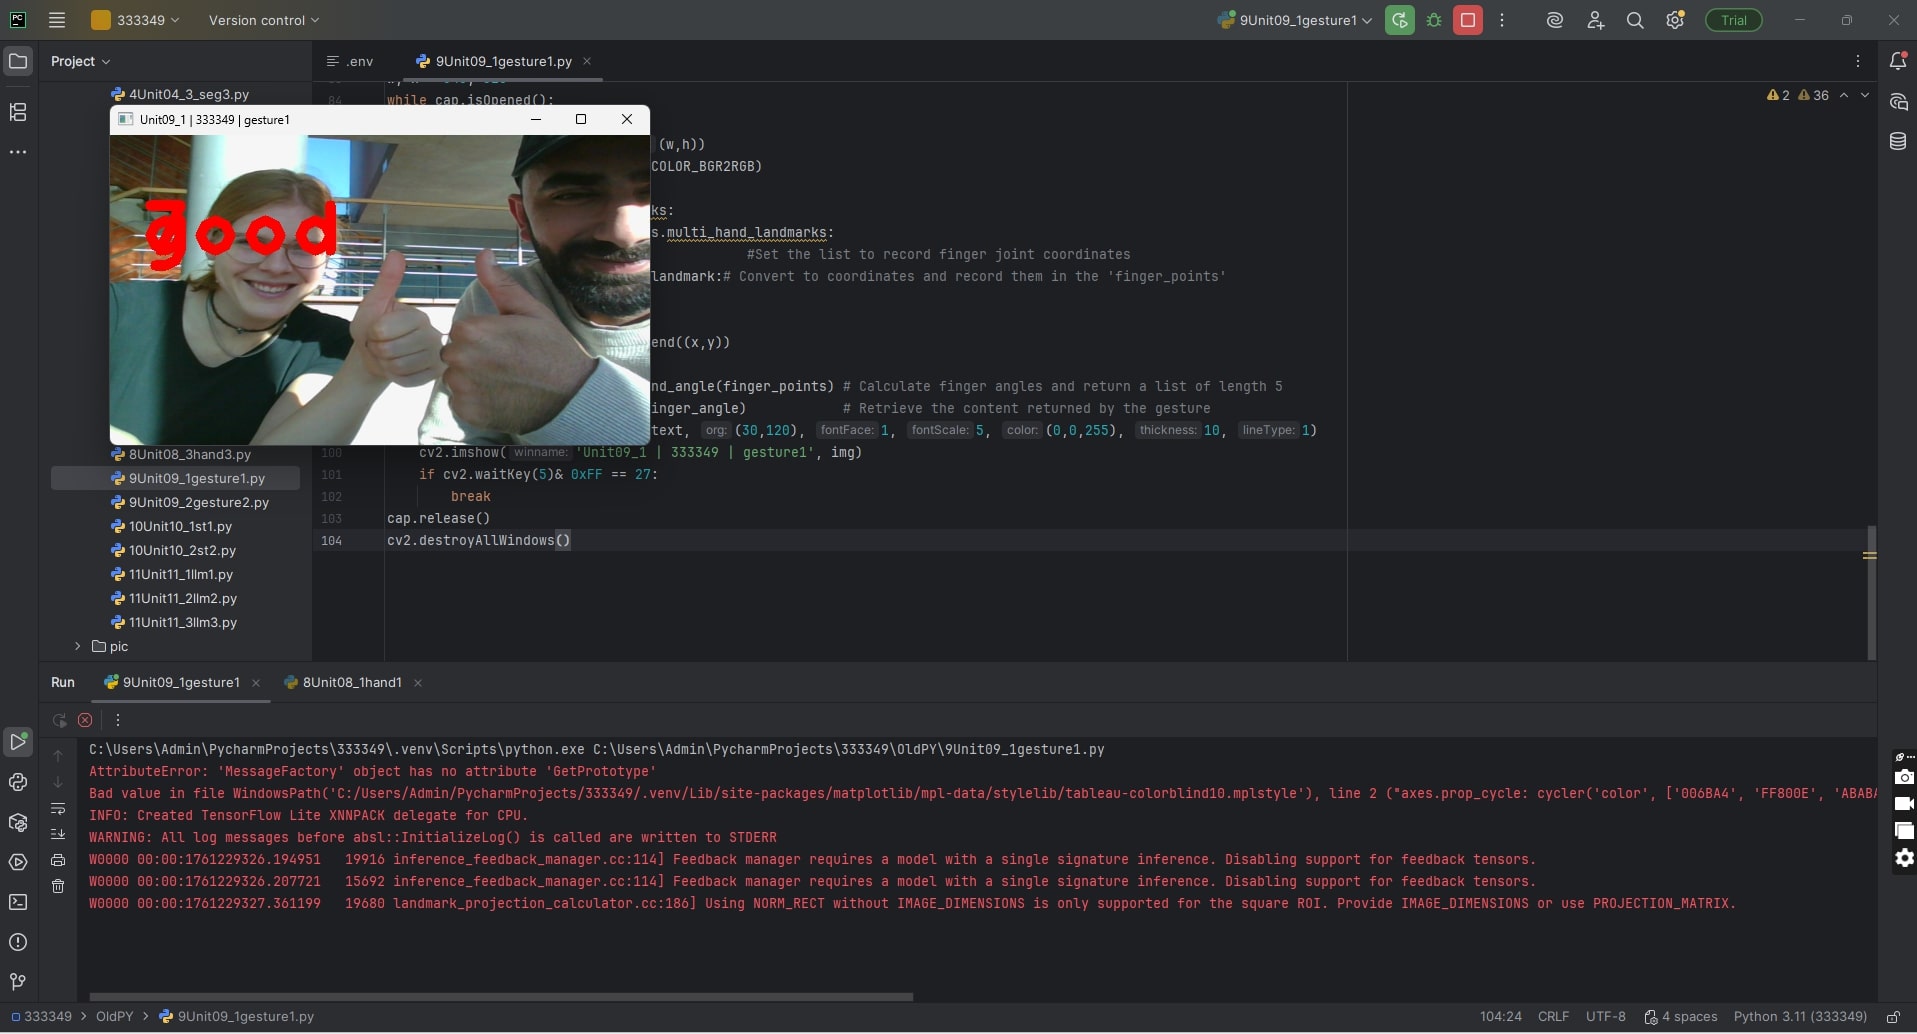 PC
333349
Version control
9Unit09_1gesture1
Trial
Project
.env
9Unit09_1gesture1.py
4Unit04_3_seg3.py
84
while cap.isOpened():
2
36
Unit09_1 | 333349 | gesture1
(w,h))
COLOR_BGR2RGB)
good
ks:
s.multi_hand_landmarks:
#Set the list to record finger joint coordinates
landmark:# Convert to coordinates and record them in the 'finger_points'
end((x,y))
nd_angle(finger_points) # Calculate finger angles and return a list of length 5
inger_angle) # Retrieve the content returned by the gesture
text, org: (30,120), fontFace: 1, fontScale: 5, color: (0,0,255), thickness: 10, lineType: 1)
8Unit08_3hand3.py
100 cv2.imshow( winname: 'Unit09_1 | 333349 | gesture1', img)
9Unit09_1gesture1.py
101 if cv2.waitKey(5)& 0xFF == 27:
9Unit09_2gesture2.py
102 break
10Unit10_1st1.py
103 cap.release()
10Unit10_2st2.py
104 cv2.destroyAllWindows()
11Unit11_1llm1.py
11Unit11_2llm2.py
11Unit11_3llm3.py
pic
Run
9Unit09_1gesture1
8Unit08_1hand1
C:\Users\Admin\PycharmProjects\333349\.venv\Scripts\python.exe C:\Users\Admin\PycharmProjects\333349\OldPY\9Unit09_1gesture1.py
AttributeError: 'MessageFactory' object has no attribute 'GetPrototype'
Bad value in file WindowsPath('C:/Users/Admin/PycharmProjects/333349/.venv/Lib/site-packages/matplotlib/mpl-data/stylelib/tableau-colorblind10.mplstyle'), line 2 ("axes.prop_cycle: cycler('color', ['006BA4', 'FF800E', 'ABABA
INFO: Created TensorFlow Lite XNNPACK delegate for CPU.
WARNING: All log messages before absl::InitializeLog() is called are written to STDERR
W0000 00:00:1761229326.194951 19916 inference_feedback_manager.cc:114] Feedback manager requires a model with a single signature inference. Disabling support for feedback tensors.
W0000 00:00:1761229326.207721 15692 inference_feedback_manager.cc:114] Feedback manager requires a model with a single signature inference. Disabling support for feedback tensors.
W0000 00:00:1761229327.361199 19680 landmark_projection_calculator.cc:186] Using NORM_RECT without IMAGE_DIMENSIONS is only supported for the square ROI. Provide IMAGE_DIMENSIONS or use PROJECTION_MATRIX.
333349 > OldPY > 9Unit09_1gesture1.py
104:24 CRLF UTF-8 4 spaces Python 3.11 (333349)